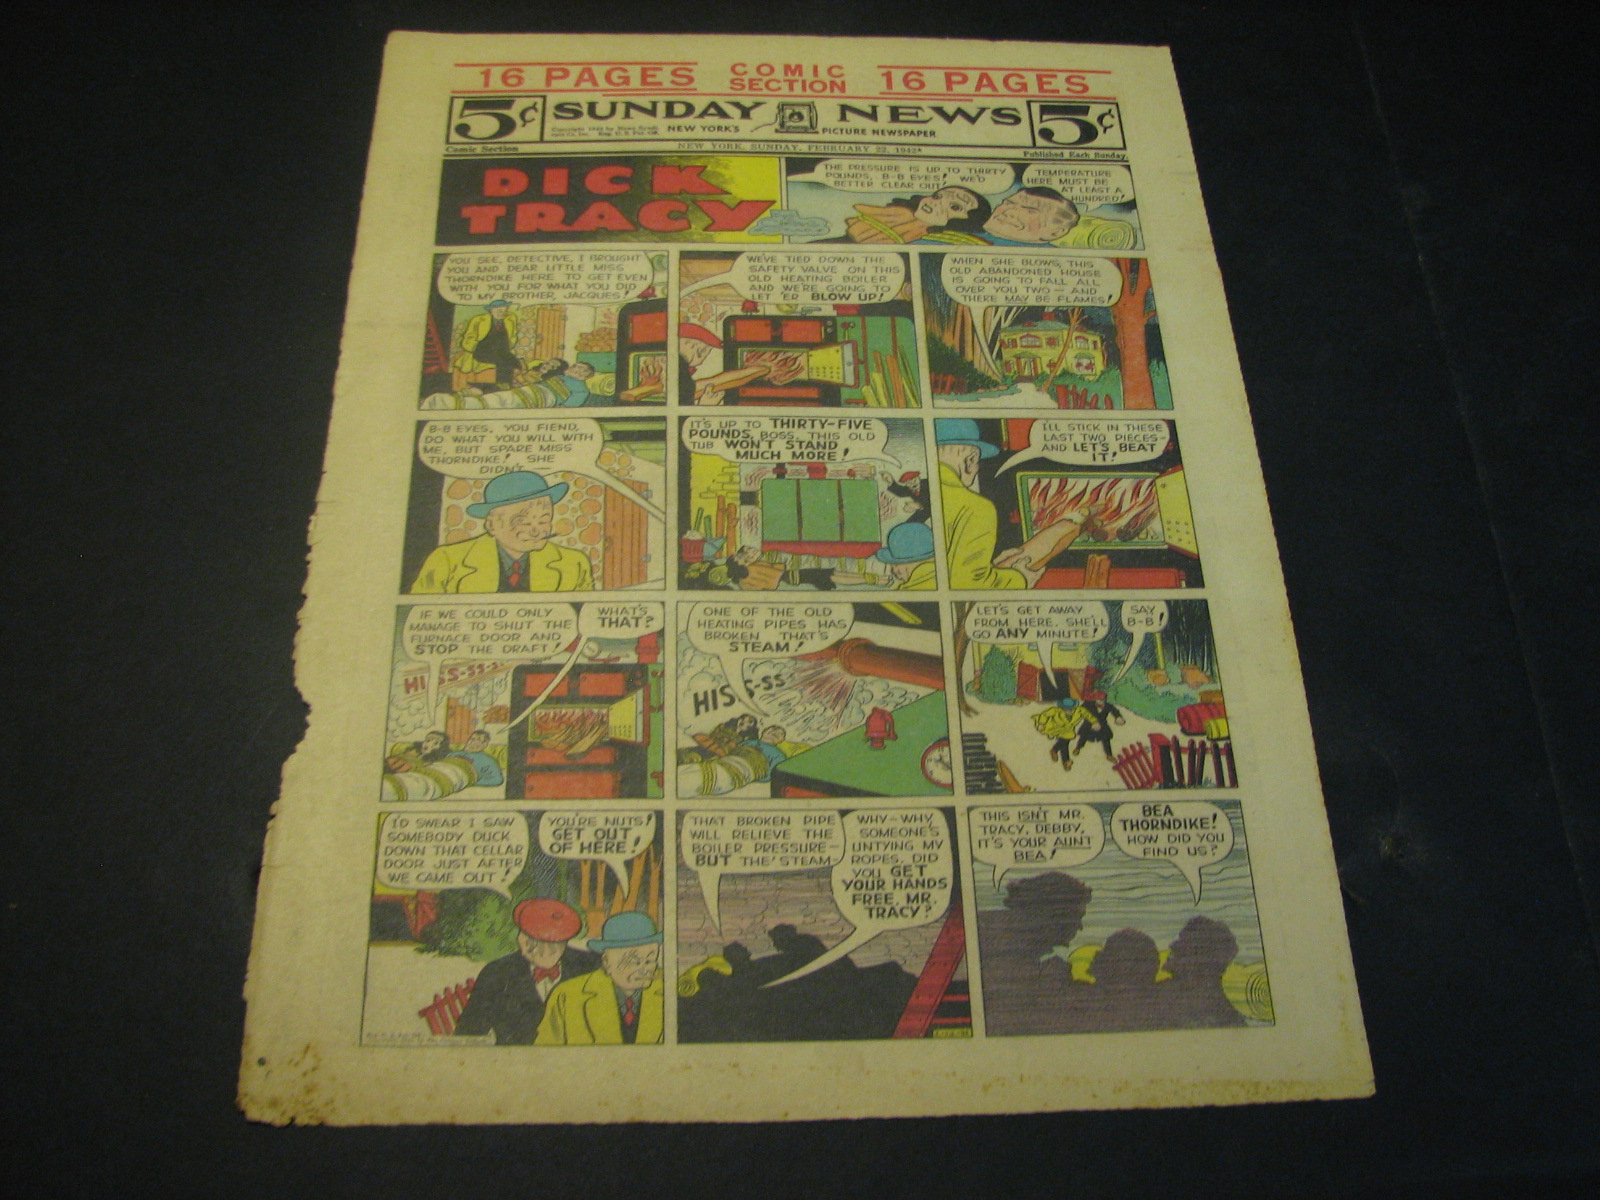 16 PAGES
COMIC
SECTION
16 PAGES
5¢
SUNDAY NEWS
5¢
NEW YORK'S
PICTURE NEWSPAPER
Comic Section
NEW YORK, SUNDAY, FEBRUARY 22, 1942*
Published Each Sunday
DICK
TRACY
THE PRESSURE IS UP TO THIRTY
POUNDS, B-B EYES! WE'D
BETTER CLEAR OUT!
TEMPERATURE
HERE MUST BE
AT LEAST A
HUNDRED!
YOU SEE, DETECTIVE, I BROUGHT
YOU AND DEAR LITTLE MISS
THORNDIKE HERE TO GET EVEN
WITH YOU FOR WHAT YOU DID
TO MY BROTHER, JACQUES!
WE'VE TIED DOWN THE
SAFETY VALVE ON THIS
OLD HEATING BOILER
AND WE'RE GOING TO
LET 'ER BLOW UP!
WHEN SHE BLOWS, THIS
OLD ABANDONED HOUSE
IS GOING TO FALL ALL
OVER YOU TWO — AND
THERE MAY BE FLAMES!
B-B EYES, YOU FIEND,
DO WHAT YOU WILL WITH
ME, BUT SPARE MISS
THORNDIKE! SHE
DIDN'T —
IT'S UP TO THIRTY-FIVE
POUNDS, BOSS. THIS OLD
TUB WON'T STAND
MUCH MORE!
I'LL STICK IN THESE
LAST TWO PIECES-
AND LET'S BEAT
IT!
IF WE COULD ONLY
MANAGE TO SHUT THE
FURNACE DOOR AND
STOP THE DRAFT!
WHAT'S
THAT?
HISS-SS-S
ONE OF THE OLD
HEATING PIPES HAS
BROKEN THAT'S
STEAM!
HISS-SS-
LET'S GET AWAY
FROM HERE. SHE'LL
GO ANY MINUTE!
SAY,
B-B!
I'D SWEAR I SAW
SOMEBODY DUCK
DOWN THAT CELLAR
DOOR JUST AFTER
WE CAME OUT!
YOU'RE NUTS!
GET OUT
OF HERE!
THAT BROKEN PIPE
WILL RELIEVE THE
BOILER PRESSURE—
BUT THE STEAM-
WHY-WHY,
SOMEONE'S
UNTYING MY
ROPES. DID
YOU GET
YOUR HANDS
FREE, MR.
TRACY?
THIS ISN'T MR.
TRACY, DEBBY,
IT'S YOUR AUNT
BEA!
BEA
THORNDIKE!
HOW DID YOU
FIND US?